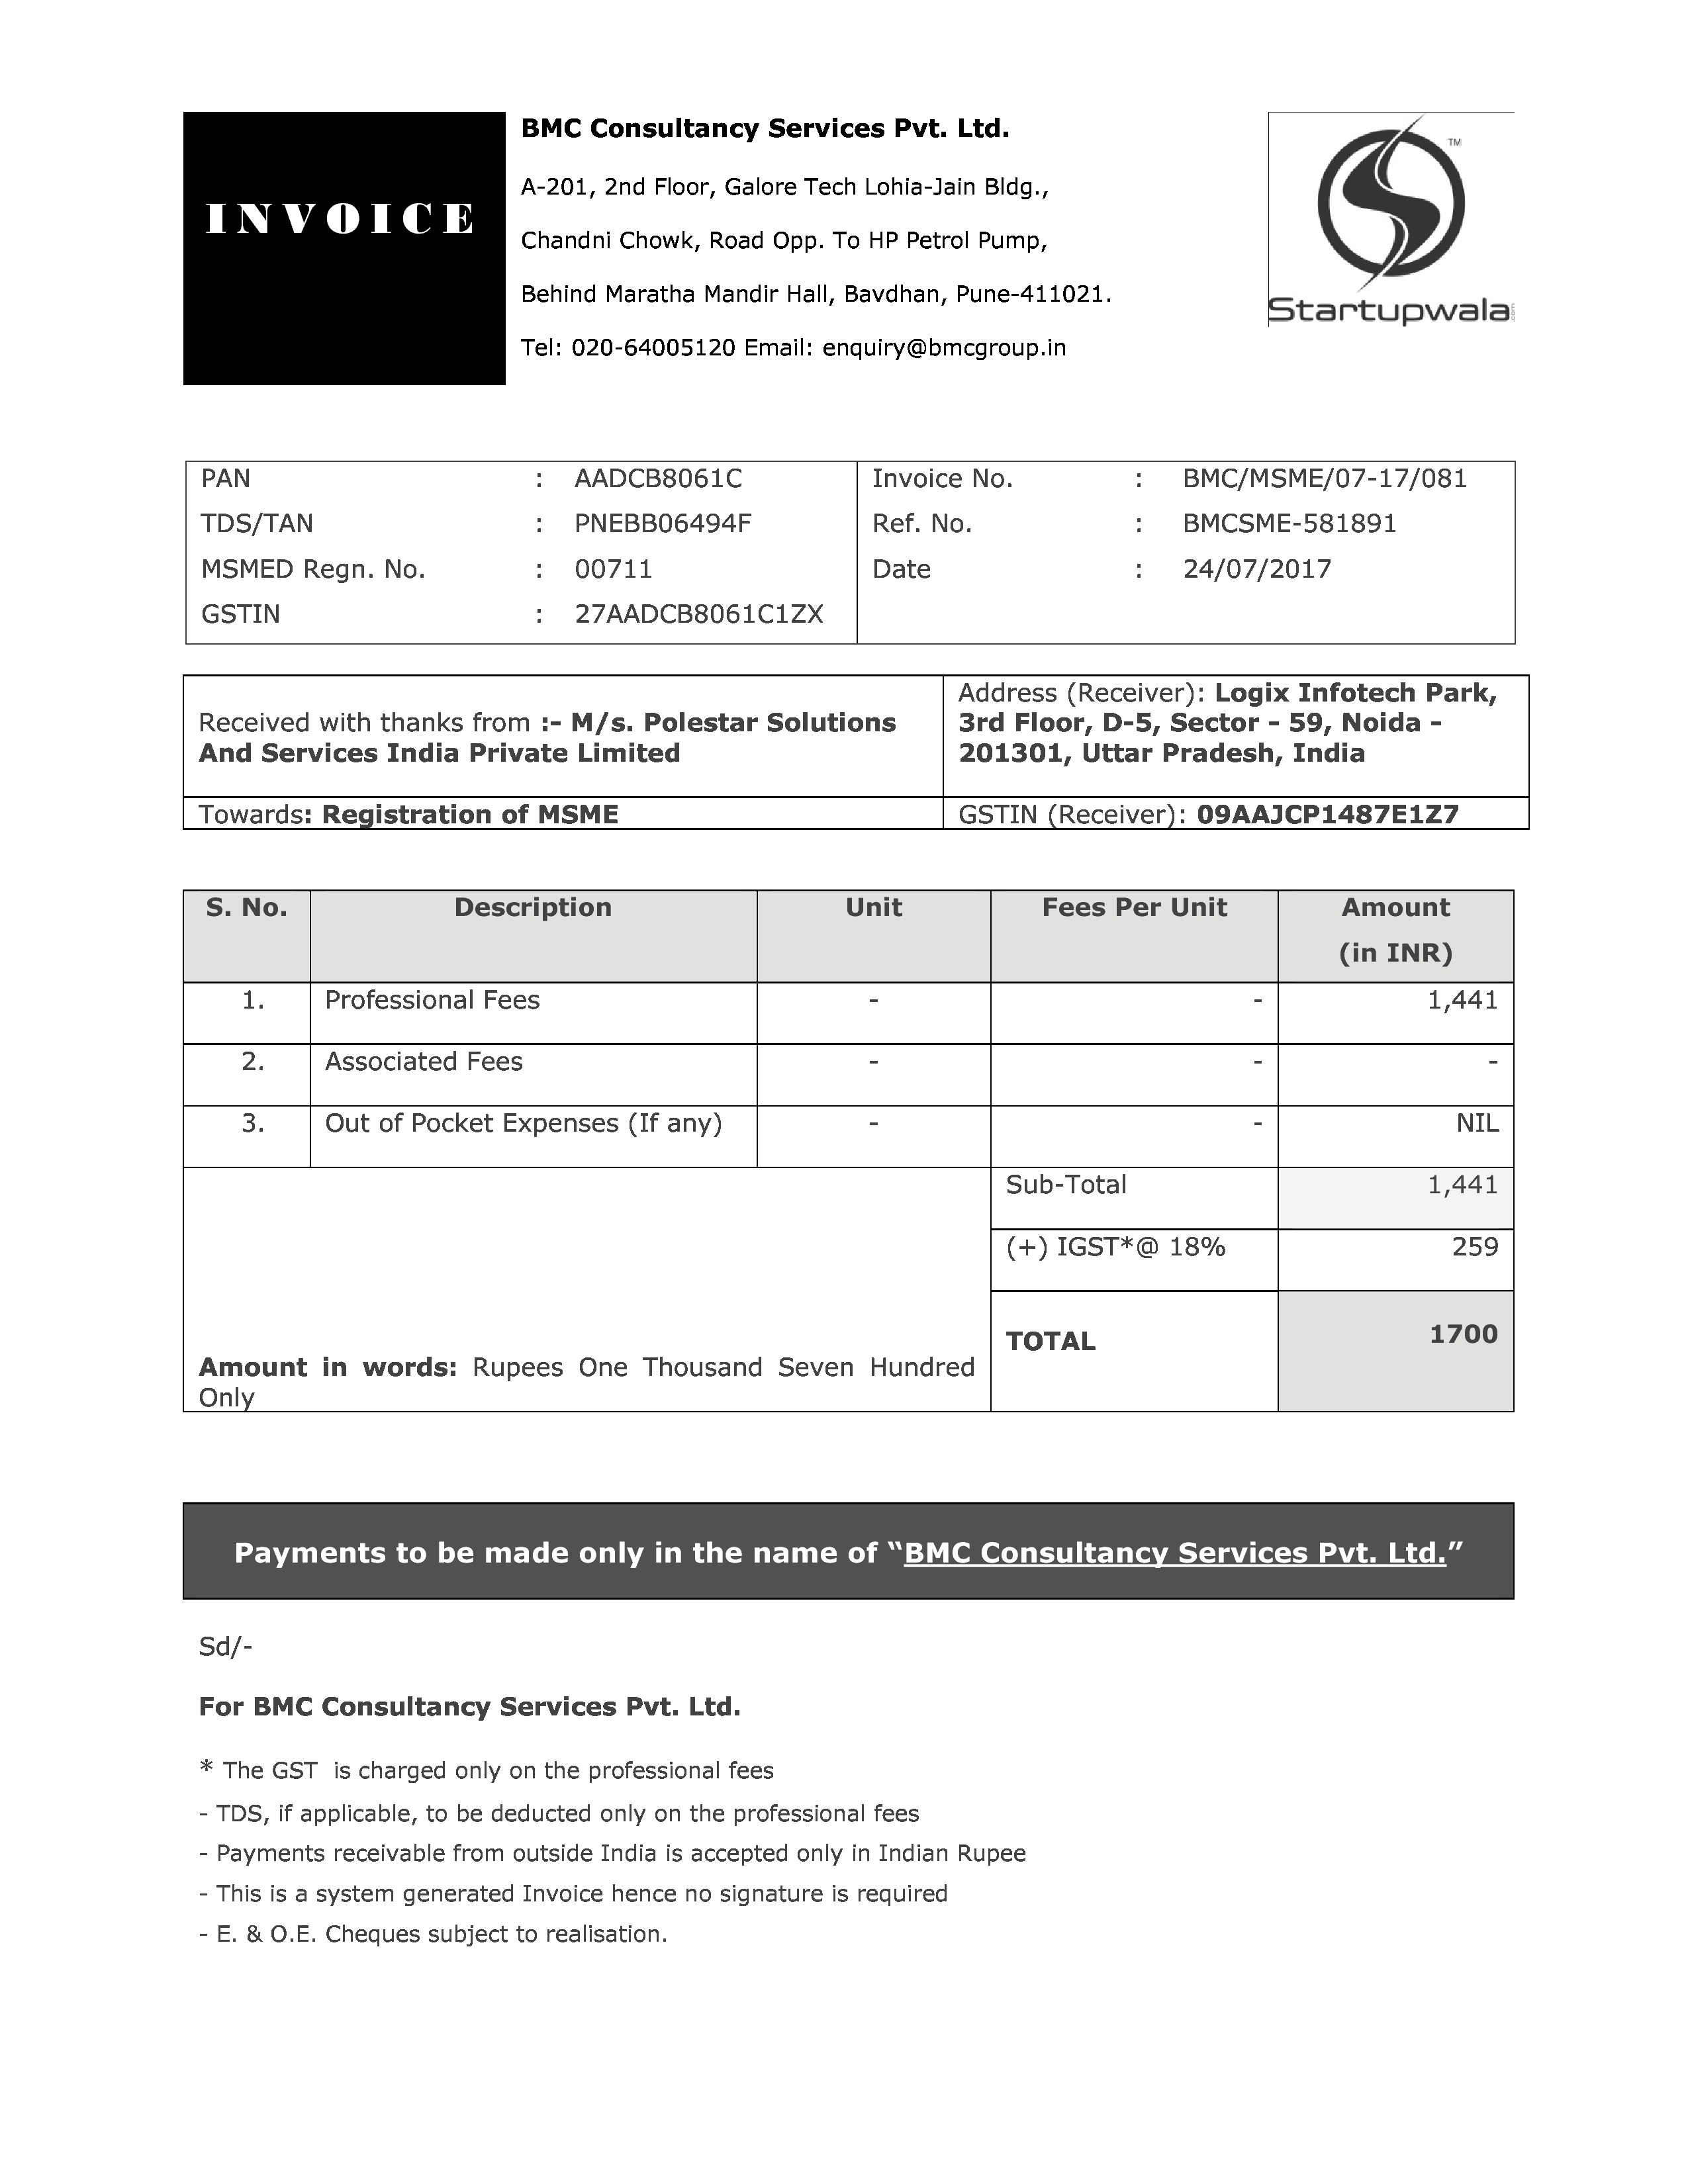 INVOICE
BMC Consultancy Services Pvt. Ltd.
A-201, 2nd Floor, Galore Tech Lohia-Jain Bldg.,
Chandni Chowk, Road Opp. To HP Petrol Pump,
Behind Maratha Mandir Hall, Bavdhan, Pune-411021.
Tel: 020-64005120 Email: enquiry@bmcgroup.in
TM
Startupwala.com
PAN : AADCB8061C
TDS/TAN : PNEBB06494F
MSMED Regn. No. : 00711
GSTIN : 27AADCB8061C1ZX
Invoice No. : BMC/MSME/07-17/081
Ref. No. : BMCSME-581891
Date : 24/07/2017
Received with thanks from :- M/s. Polestar Solutions
And Services India Private Limited
Address (Receiver): Logix Infotech Park,
3rd Floor, D-5, Sector - 59, Noida -
201301, Uttar Pradesh, India
Towards: Registration of MSME
GSTIN (Receiver): 09AAJCP1487E1Z7
S. No. Description Unit Fees Per Unit Amount
(in INR)
1. Professional Fees - - 1,441
2. Associated Fees - - -
3. Out of Pocket Expenses (If any) - - NIL
Sub-Total 1,441
(+) IGST*@ 18% 259
TOTAL 1700
Amount in words: Rupees One Thousand Seven Hundred
Only
Payments to be made only in the name of “BMC Consultancy Services Pvt. Ltd.”
Sd/-
For BMC Consultancy Services Pvt. Ltd.
* The GST is charged only on the professional fees
- TDS, if applicable, to be deducted only on the professional fees
- Payments receivable from outside India is accepted only in Indian Rupee
- This is a system generated Invoice hence no signature is required
- E. & O.E. Cheques subject to realisation.